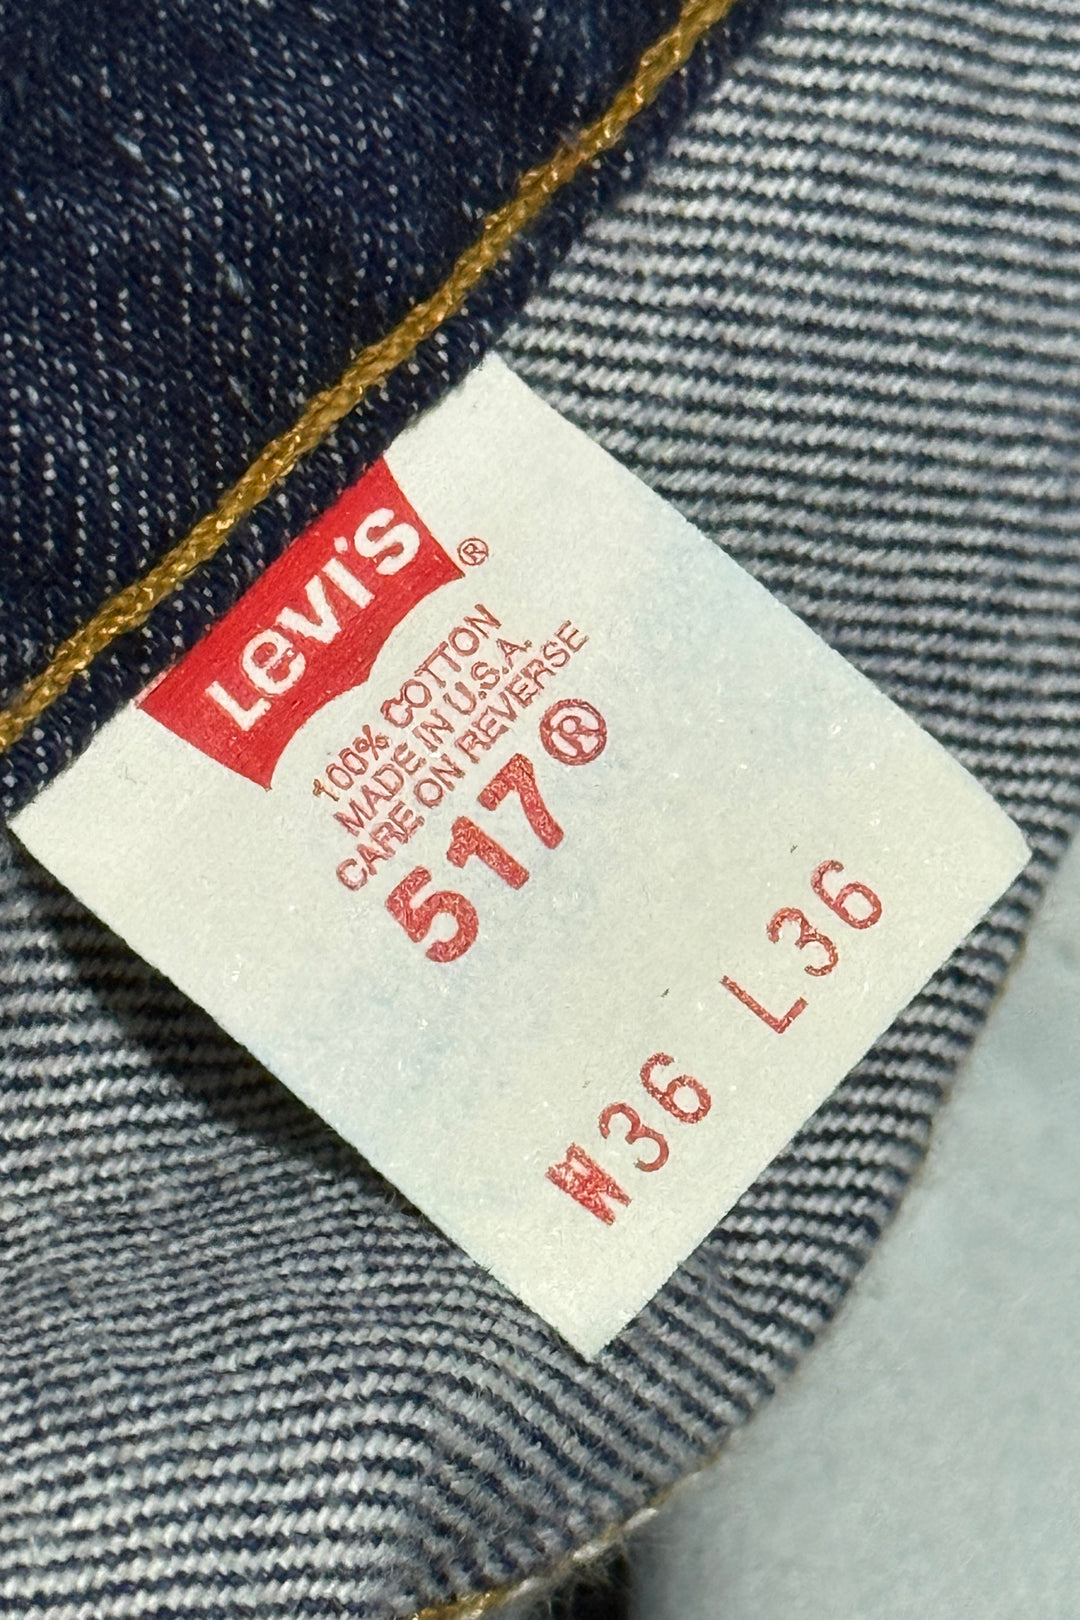 Levi's ®
100% COTTON
MADE IN U.S.A.
CARE ON REVERSE
517®
W36 L36